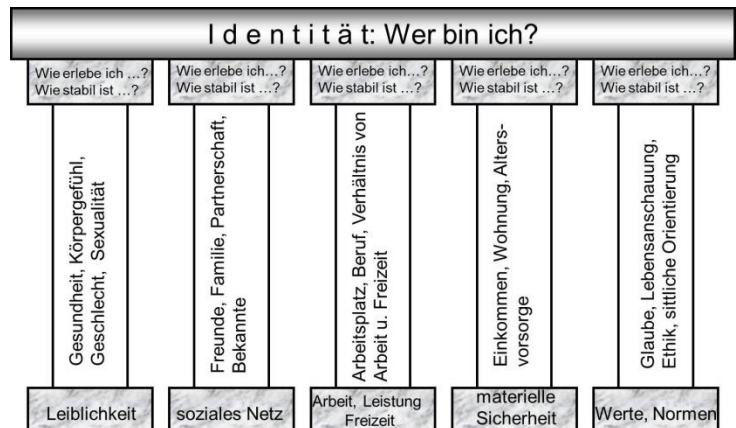 Identität: Wer bin ich?
Wie erlebe ich ...?
Wie stabil ist ...?
Wie erlebe ich...?
Wie stabil ist ...?
Wie erlebe ich...?
Wie stabil ist ...?
Wie erlebe ich...?
Wie stabil ist ...?
Wie erlebe ich...?
Wie stabil ist ...?
Gesundheit, Körpergefühl,
Geschlecht, Sexualität
Freunde, Familie, Partnerschaft,
Bekannte
Arbeitsplatz, Beruf, Verhältnis von
Arbeit u. Freizeit
Einkommen, Wohnung, Alters-
vorsorge
Glaube, Lebensanschauung,
Ethik, sittliche Orientierung
Leiblichkeit
soziales Netz
Arbeit, Leistung
Freizeit
materielle
Sicherheit
Werte, Normen